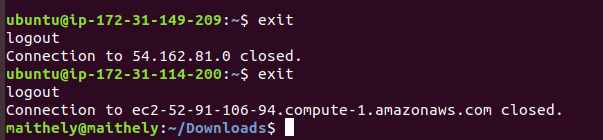 ubuntu@ip-172-31-149-209:~$ exit
logout
Connection to 54.162.81.0 closed.
ubuntu@ip-172-31-114-200:~$ exit
logout
Connection to ec2-52-91-106-94.compute-1.amazonaws.com closed.
maithely@maithely:~/Downloads$